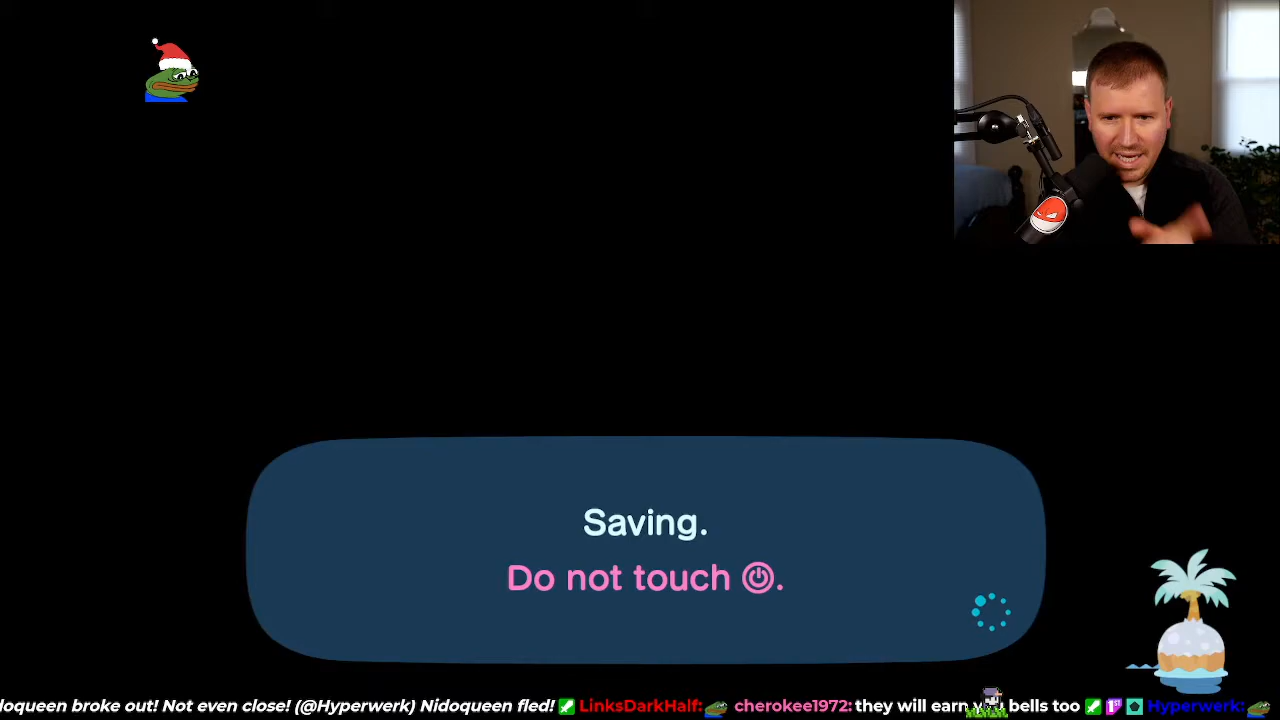 Saving.
Do not touch ⏻.
doqueen broke out! Not even close! (@Hyperwerk) Nidoqueen fled! LinksDarkHalf: cherokee1972: they will earn bells too Hyperwerk: